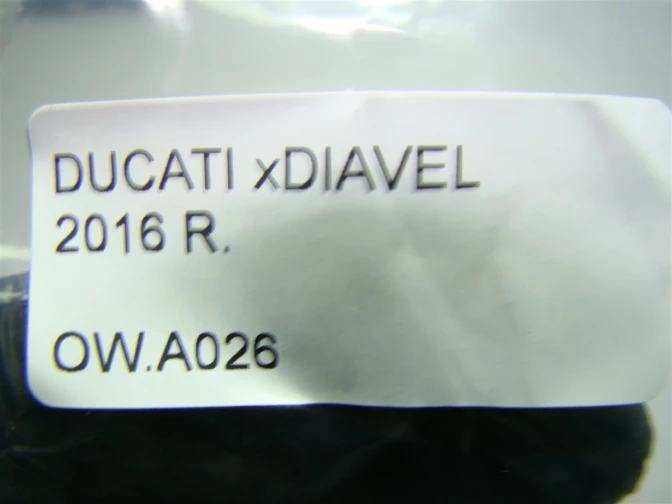 DUCATI xDIAVEL
2016 R.
OW.A026